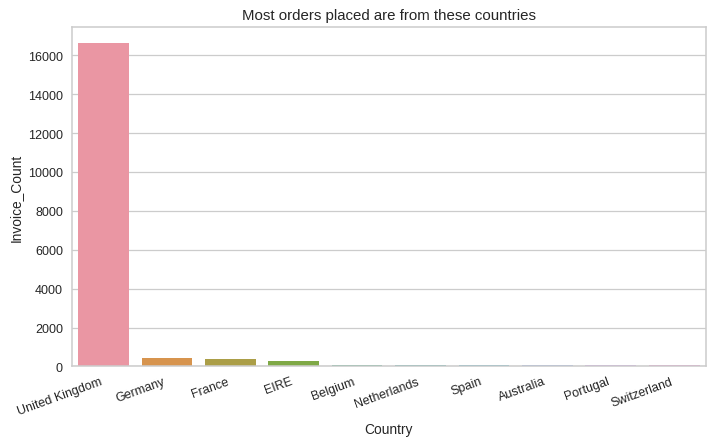 Most orders placed are from these countries
Invoice_Count
16000
14000
12000
10000
8000
6000
4000
2000
0
United Kingdom
Germany
France
EIRE
Belgium
Netherlands
Spain
Australia
Portugal
Switzerland
Country